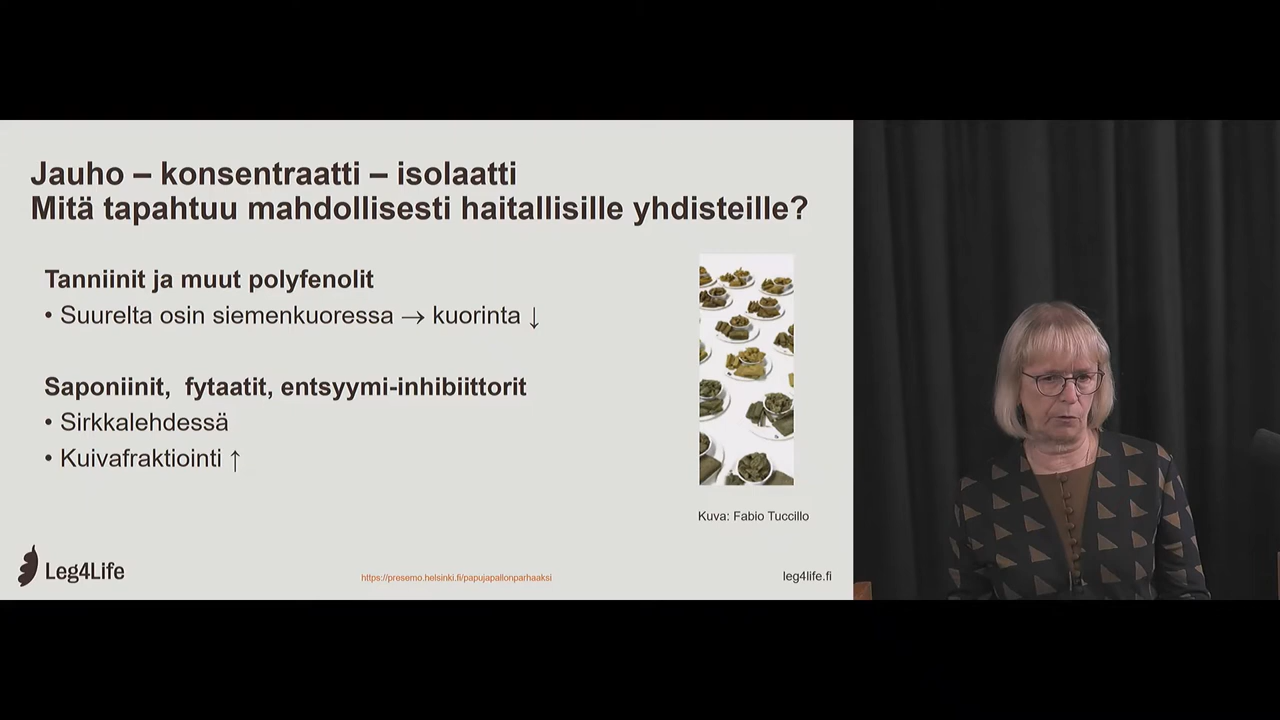 Jauho – konsentraatti – isolaatti
Mitä tapahtuu mahdollisesti haitallisille yhdisteille?
Tanniinit ja muut polyfenolit
• Suurelta osin siemenkuoressa → kuorinta ↓
Saponiinit, fytaatit, entsyymi-inhibiittorit
• Sirkkalehdessä
• Kuivafraktiointi ↑
Kuva: Fabio Tuccillo
Leg4Life
https://presemo.helsinki.fi/papujapallonparhaaksi
leg4life.fi